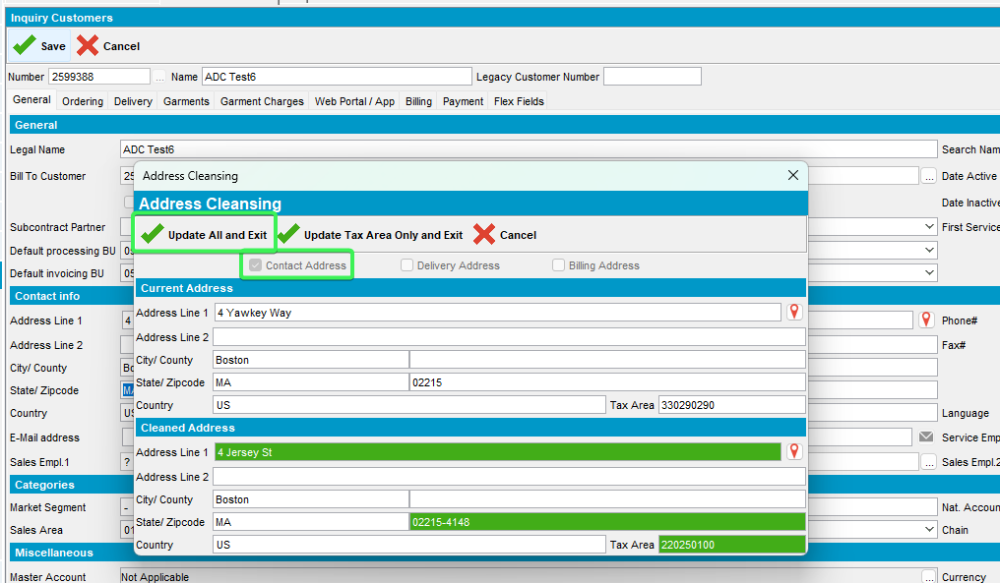 Inquiry Customers
Save Cancel
Number 2599388 ... Name ADC Test6 Legacy Customer Number
General Ordering Delivery Garments Garment Charges Web Portal / App Billing Payment Flex Fields
General
Legal Name ADC Test6 Search Nam
Bill To Customer 25 ... Date Active
Date Inactive
Subcontract Partner First Service
Default processing BU
Default invoicing BU
Contact info
Address Line 1 4 Phone#
Address Line 2 Fax#
City/ County Bo
State/ Zipcode MA
Country US Language
E-Mail address Service Emp
Sales Empl.1 ? ... Sales Empl.2
Categories
Market Segment - Nat. Accoun
Sales Area 01 Chain
Miscellaneous
Master Account Not Applicable ... Currency
Address Cleansing
Address Cleansing
Update All and Exit Update Tax Area Only and Exit Cancel
Contact Address Delivery Address Billing Address
Current Address
Address Line 1 4 Yawkey Way
Address Line 2
City/ County Boston
State/ Zipcode MA 02215
Country US Tax Area 330290290
Cleaned Address
Address Line 1 4 Jersey St
Address Line 2
City/ County Boston
State/ Zipcode MA 02215-4148
Country US Tax Area 220250100